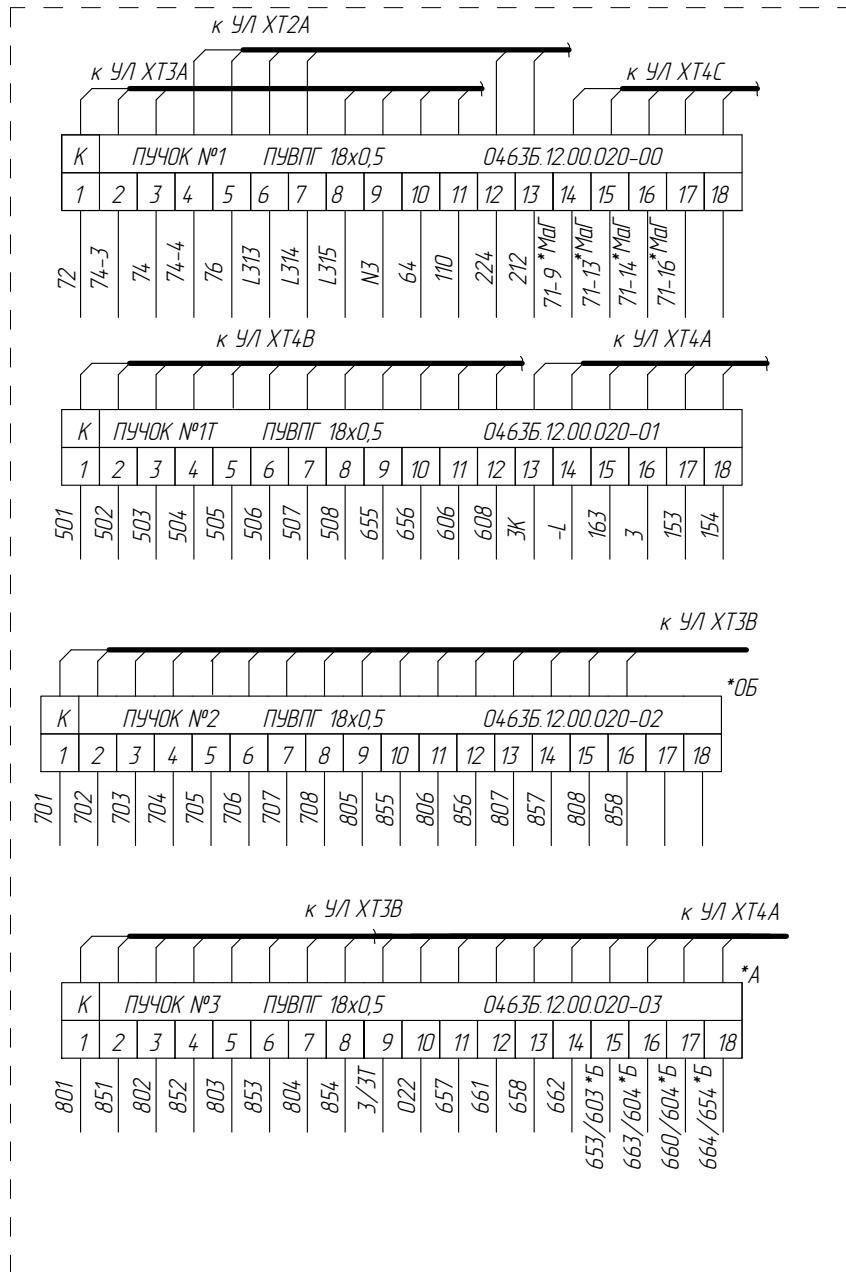 к УЛ ХТ2А
к УЛ ХТ3А
к УЛ ХТ4С
К ПУЧОК №1 ПУВПГ 18х0,5 0463Б.12.00.020-00
1 2 3 4 5 6 7 8 9 10 11 12 13 14 15 16 17 18
72 74-3 74 74-4 76 L313 L314 L315 N3 64 110 224 212 71-9*МаГ 71-13*МаГ 71-14*МаГ 71-16*МаГ
к УЛ ХТ4В к УЛ ХТ4А
К ПУЧОК №1Т ПУВПГ 18х0,5 0463Б.12.00.020-01
1 2 3 4 5 6 7 8 9 10 11 12 13 14 15 16 17 18
501 502 503 504 505 506 507 508 655 656 606 608 3К -L 163 3 153 154
к УЛ ХТ3В
*ОБ
К ПУЧОК №2 ПУВПГ 18х0,5 0463Б.12.00.020-02
1 2 3 4 5 6 7 8 9 10 11 12 13 14 15 16 17 18
701 702 703 704 705 706 707 708 805 855 806 856 807 857 808 858
к УЛ ХТ3В к УЛ ХТ4А
*А
К ПУЧОК №3 ПУВПГ 18х0,5 0463Б.12.00.020-03
1 2 3 4 5 6 7 8 9 10 11 12 13 14 15 16 17 18
801 851 802 852 803 853 804 854 3/3Т 022 657 661 658 662 653/603*Б 663/604*Б 660/604*Б 664/654*Б